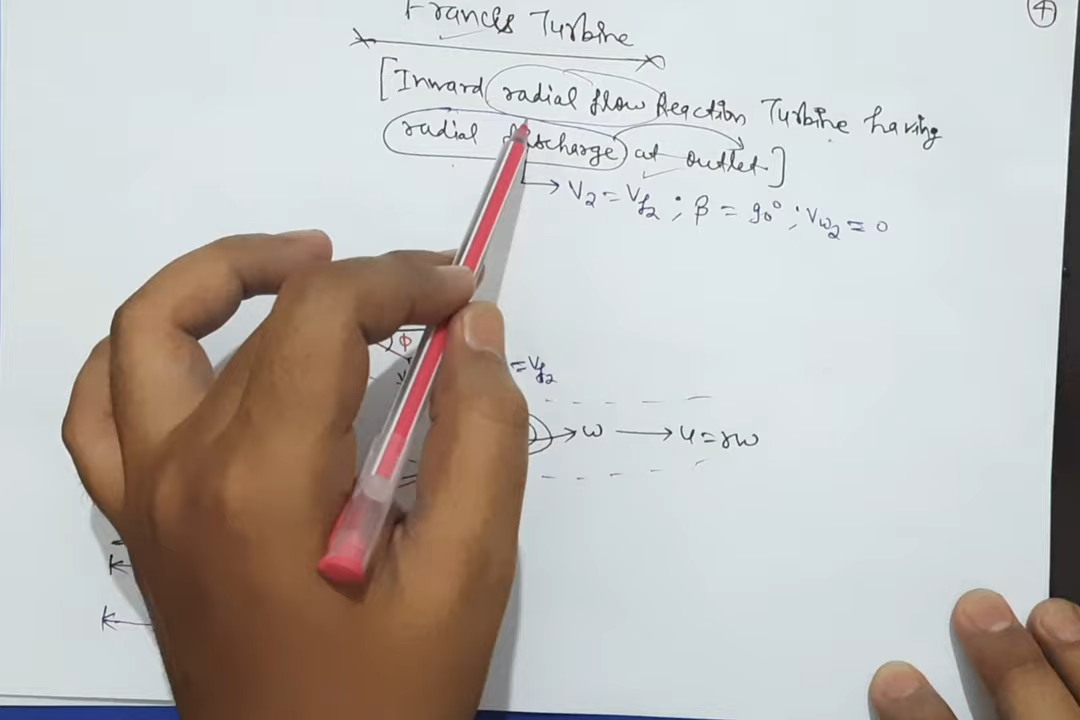 4
Francis Turbine
[Inward radial flow Reaction Turbine having
radial discharge at outlet]
→ V₂ = Vf₂ ; β = 90° ; Vw₂ = 0
φ
= Vf₂
→ ω → u = rω